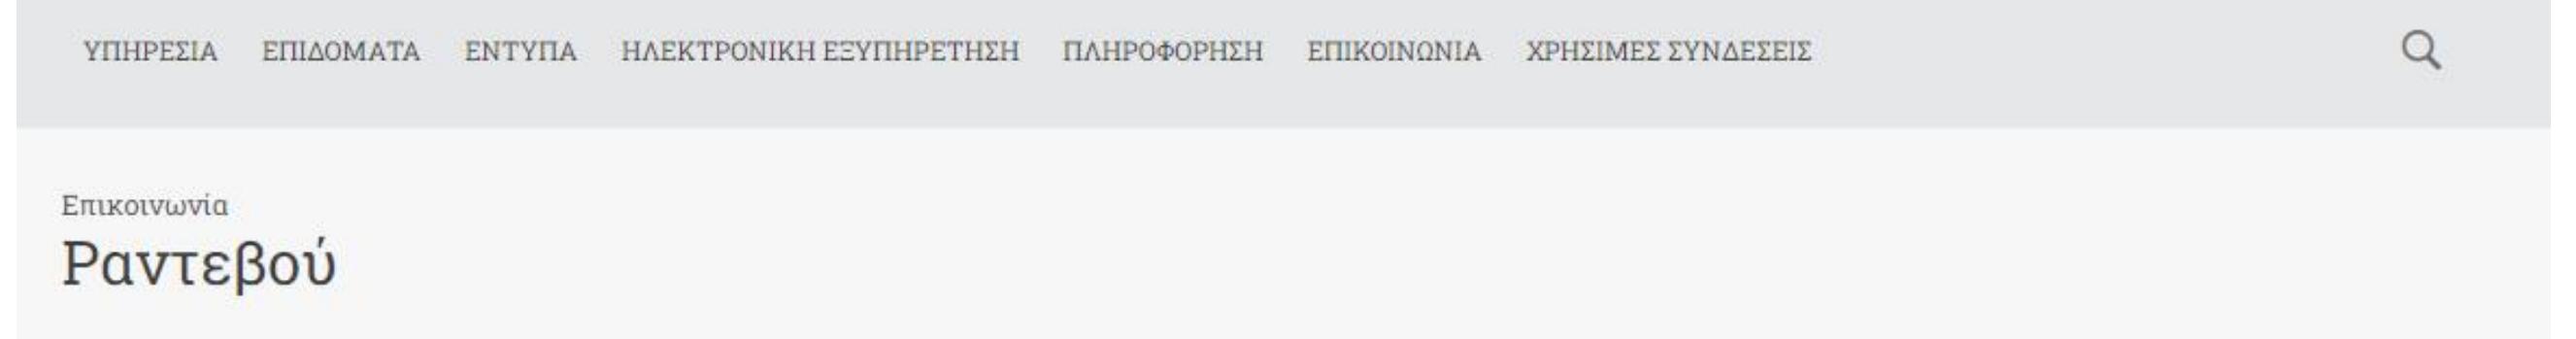 ΥΠΗΡΕΣΙΑ ΕΠΙΔΟΜΑΤΑ ΕΝΤΥΠΑ ΗΛΕΚΤΡΟΝΙΚΗ ΕΞΥΠΗΡΕΤΗΣΗ ΠΛΗΡΟΦΟΡΗΣΗ ΕΠΙΚΟΙΝΩΝΙΑ ΧΡΗΣΙΜΕΣ ΣΥΝΔΕΣΕΙΣ
Επικοινωνία
Ραντεβού